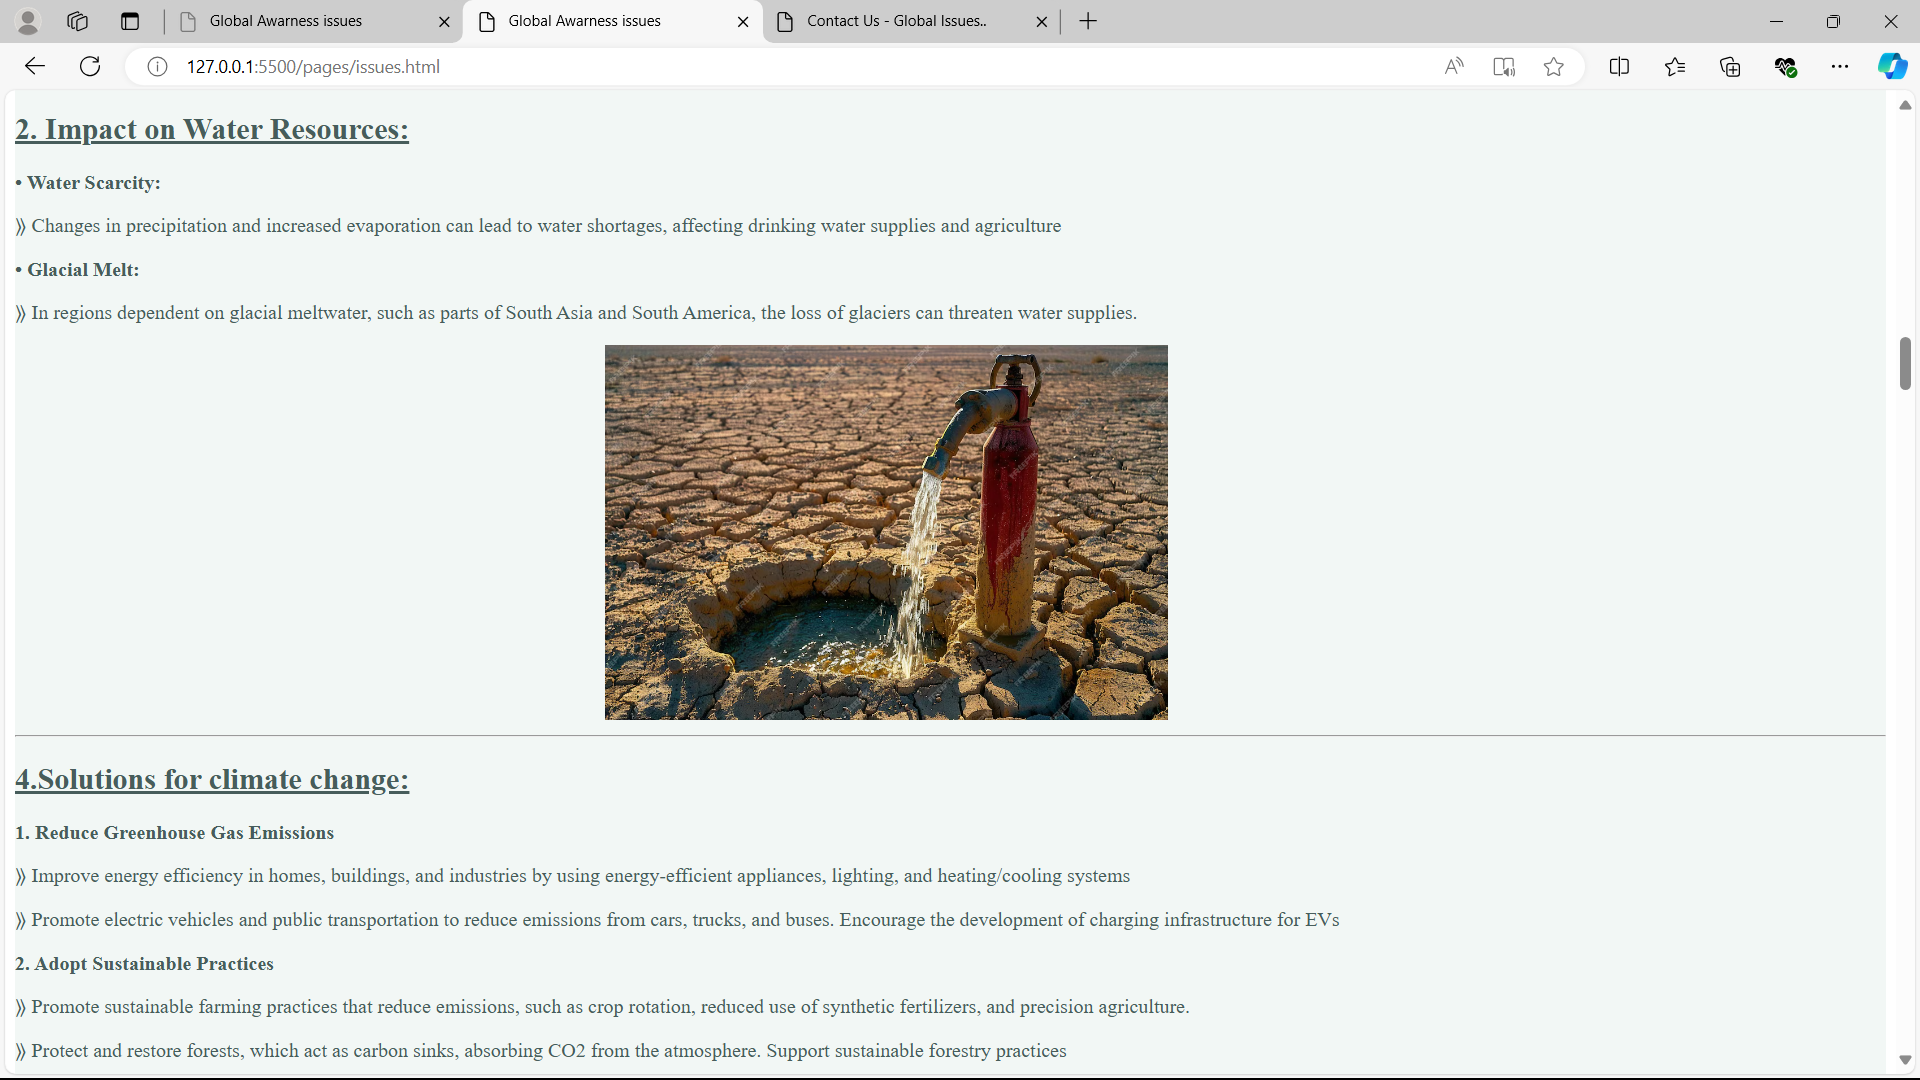 Global Awarness issues
Global Awarness issues
Contact Us - Global Issues..
127.0.0.1:5500/pages/issues.html
2. Impact on Water Resources:
• Water Scarcity:
⟫ Changes in precipitation and increased evaporation can lead to water shortages, affecting drinking water supplies and agriculture
• Glacial Melt:
⟫ In regions dependent on glacial meltwater, such as parts of South Asia and South America, the loss of glaciers can threaten water supplies.
4.Solutions for climate change:
1. Reduce Greenhouse Gas Emissions
⟫ Improve energy efficiency in homes, buildings, and industries by using energy-efficient appliances, lighting, and heating/cooling systems
⟫ Promote electric vehicles and public transportation to reduce emissions from cars, trucks, and buses. Encourage the development of charging infrastructure for EVs
2. Adopt Sustainable Practices
⟫ Promote sustainable farming practices that reduce emissions, such as crop rotation, reduced use of synthetic fertilizers, and precision agriculture.
⟫ Protect and restore forests, which act as carbon sinks, absorbing CO2 from the atmosphere. Support sustainable forestry practices